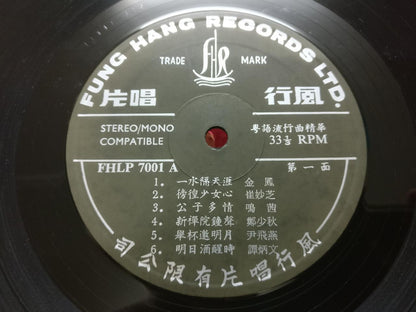 FUNG HANG RECORDS LTD.
TRADE FHR MARK
片唱 行風
STEREO/MONO
COMPATIBLE
粵語流行曲精華
33⅓ RPM
FHLP 7001 A
第一面
1. 一水隔天涯 金鳳
2. 徬徨少女心 崔妙芝
3. 公子多情 鳴茜
4. 新禪院鐘聲 鄭少秋
5. 舉杯邀明月 尹飛燕
6. 明日酒醒時 譚炳文
司公限有片唱行風